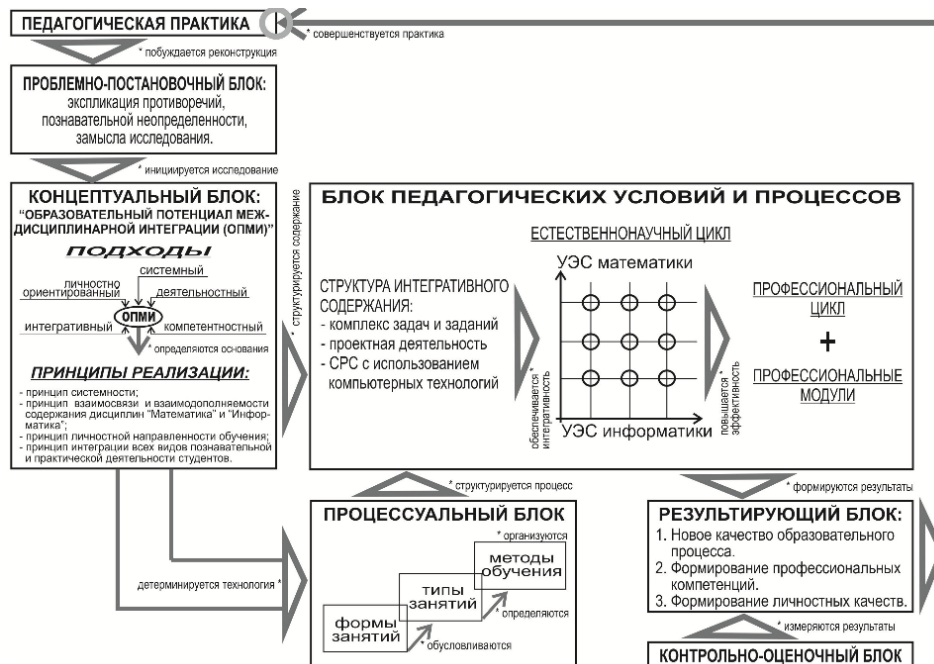 ПЕДАГОГИЧЕСКАЯ ПРАКТИКА
* совершенствуется практика
* побуждается реконструкция
ПРОБЛЕМНО-ПОСТАНОВОЧНЫЙ БЛОК:
экспликация противоречий,
познавательной неопределенности,
замысла исследования.
* инициируется исследование
КОНЦЕПТУАЛЬНЫЙ БЛОК:
“ОБРАЗОВАТЕЛЬНЫЙ ПОТЕНЦИАЛ МЕЖ-
ДИСЦИПЛИНАРНОЙ ИНТЕГРАЦИИ (ОПМИ)”
ПОДХОДЫ
системный
личностно
ориентированный
деятельностный
ОПМИ
интегративный
компетентностный
* определяются основания
ПРИНЦИПЫ РЕАЛИЗАЦИИ:
- принцип системности;
- принцип взаимосвязи и взаимодополняемости
содержания дисциплин “Математика” и “Инфор-
матика”;
- принцип личностной направленности обучения;
- принцип интеграции всех видов познавательной
и практической деятельности студентов.
* структурируется содержание
БЛОК ПЕДАГОГИЧЕСКИХ УСЛОВИЙ И ПРОЦЕССОВ
ЕСТЕСТВЕННОНАУЧНЫЙ ЦИКЛ
СТРУКТУРА ИНТЕГРАТИВНОГО
СОДЕРЖАНИЯ:
- комплекс задач и заданий
- проектная деятельность
- СРС с использованием
компьютерных технологий
обеспечивается *
интегративность
УЭС математики
УЭС информатики
повышается *
эффективность
ПРОФЕССИОНАЛЬНЫЙ
ЦИКЛ
+
ПРОФЕССИОНАЛЬНЫЕ
МОДУЛИ
* структурируется процесс
* формируются результаты
детерминируется технология *
ПРОЦЕССУАЛЬНЫЙ БЛОК
* организуются
методы
обучения
типы
занятий
* определяются
формы
занятий
* обусловливаются
РЕЗУЛЬТИРУЮЩИЙ БЛОК:
1. Новое качество образовательного
процесса.
2. Формирование профессиональных
компетенций.
3. Формирование личностных качеств.
* измеряются результаты
КОНТРОЛЬНО-ОЦЕНОЧНЫЙ БЛОК